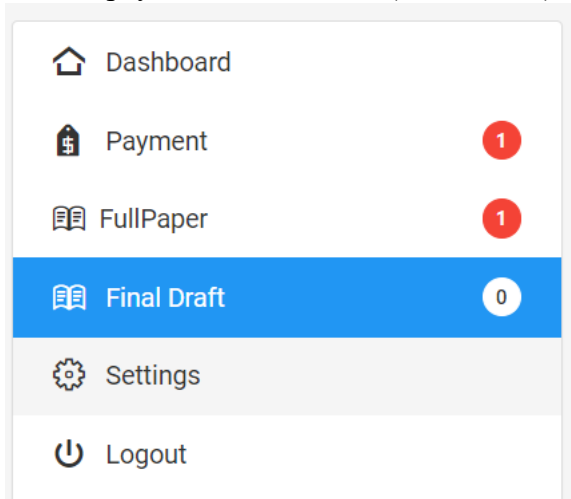 Dashboard
Payment 1
FullPaper 1
Final Draft 0
Settings
Logout